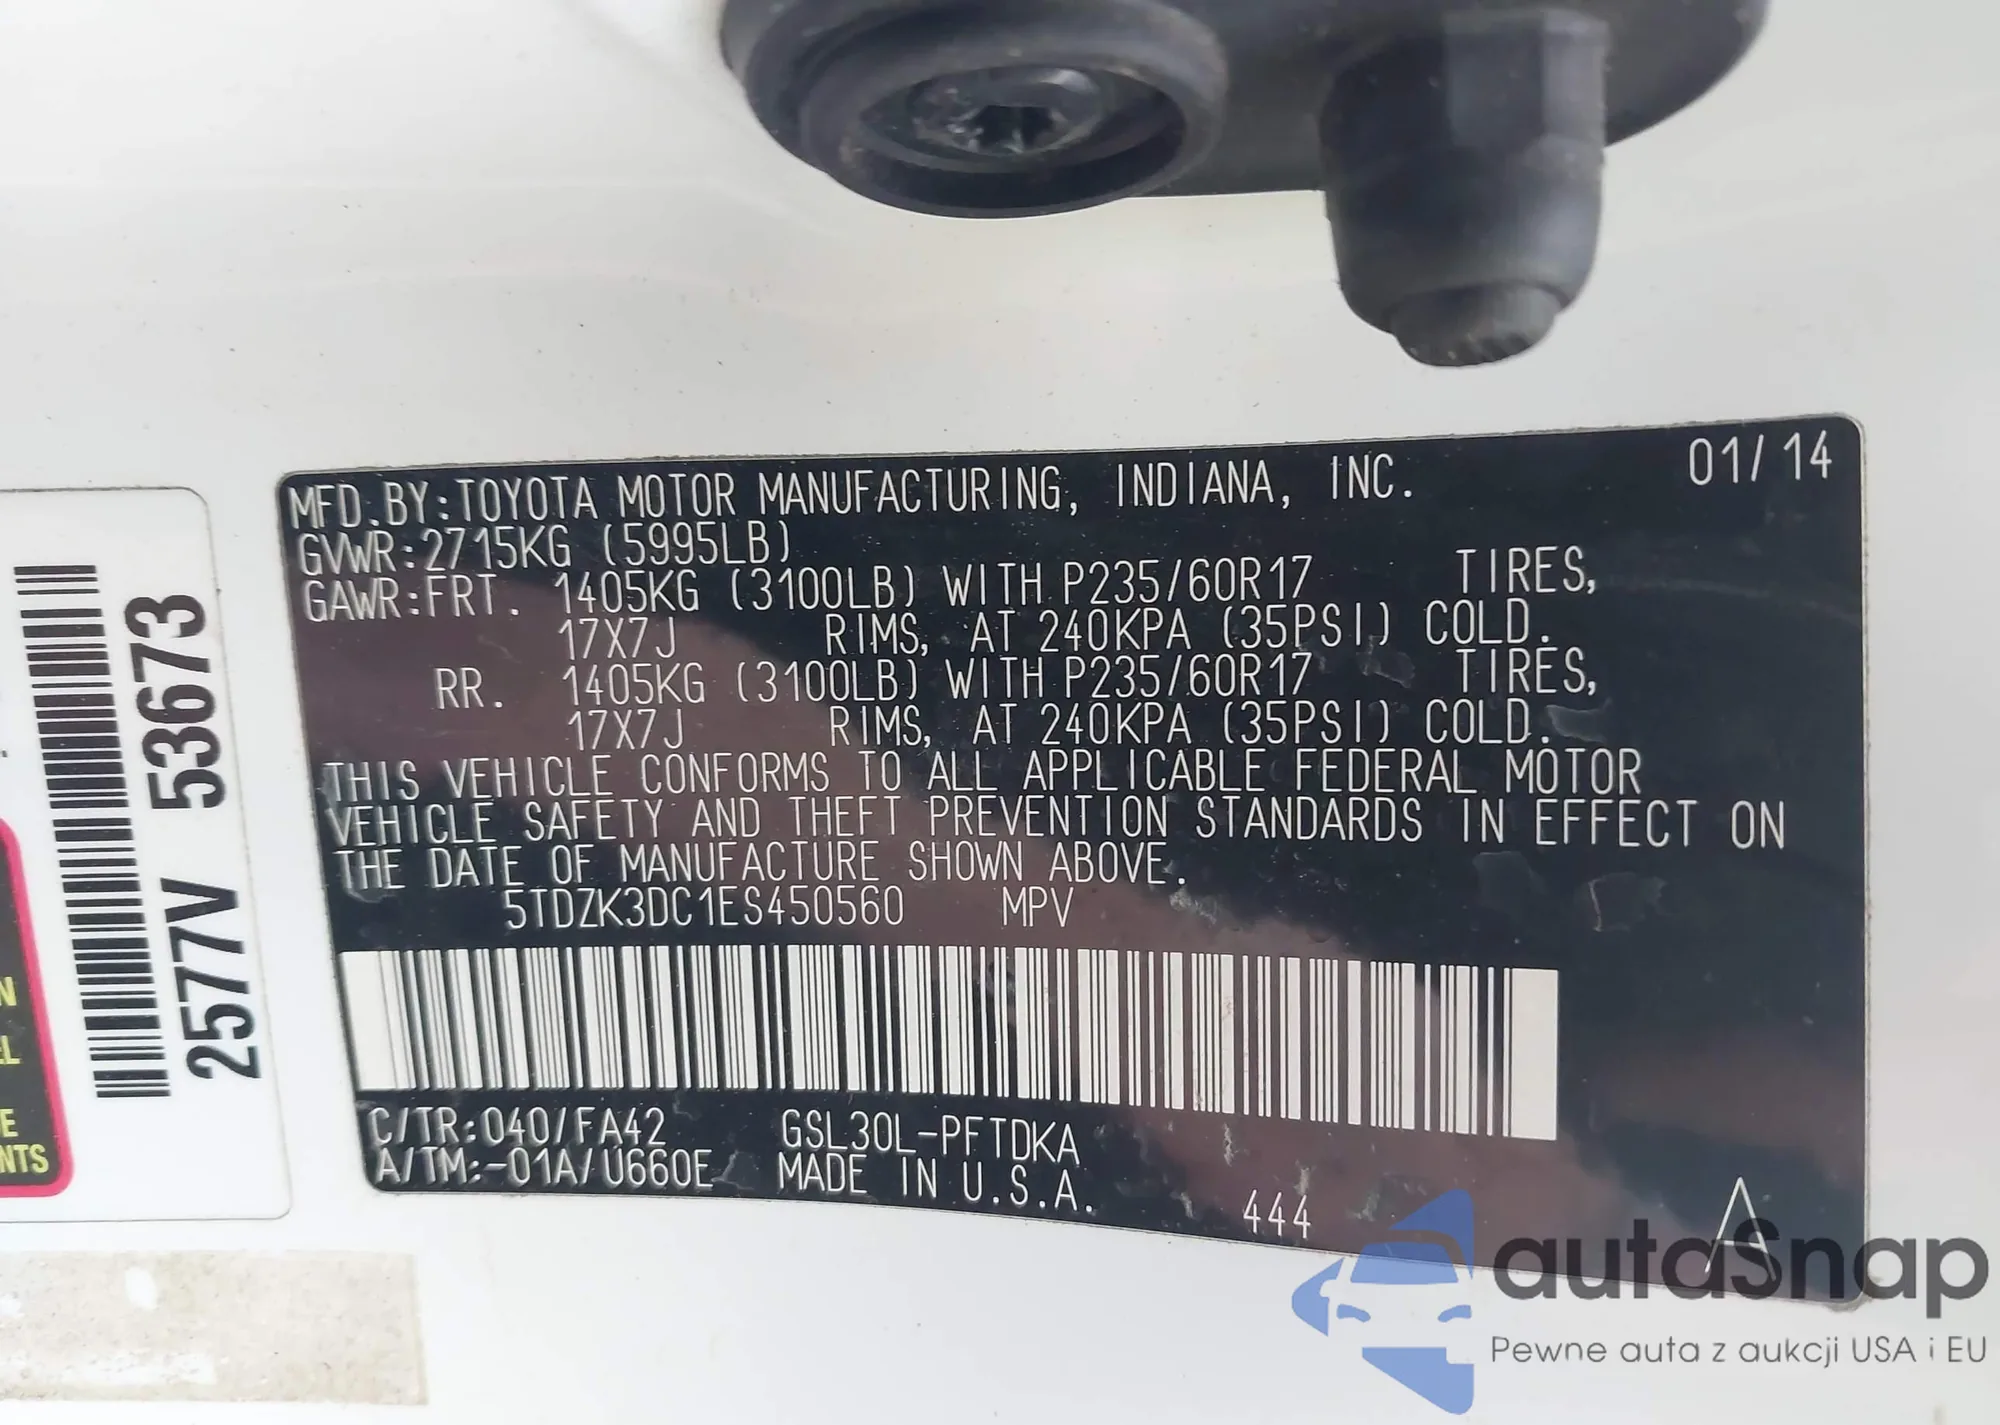 MFD.BY:TOYOTA MOTOR MANUFACTURING, INDIANA, INC. 01/14
GVWR:2715KG (5995LB)
GAWR:FRT. 1405KG (3100LB) WITH P235/60R17 TIRES,
17X7J RIMS, AT 240KPA (35PSI) COLD.
RR. 1405KG (3100LB) WITH P235/60R17 TIRES,
17X7J RIMS, AT 240KPA (35PSI) COLD.
THIS VEHICLE CONFORMS TO ALL APPLICABLE FEDERAL MOTOR
VEHICLE SAFETY AND THEFT PREVENTION STANDARDS IN EFFECT ON
THE DATE OF MANUFACTURE SHOWN ABOVE.
5TDZK3DC1ES450560 MPV
C/TR:040/FA42 GSL30L-PFTDKA
A/TM:-01A/U660E MADE IN U.S.A.
444 A
2577V 53673
autaSnap
Pewne auta z aukcji USA i EU